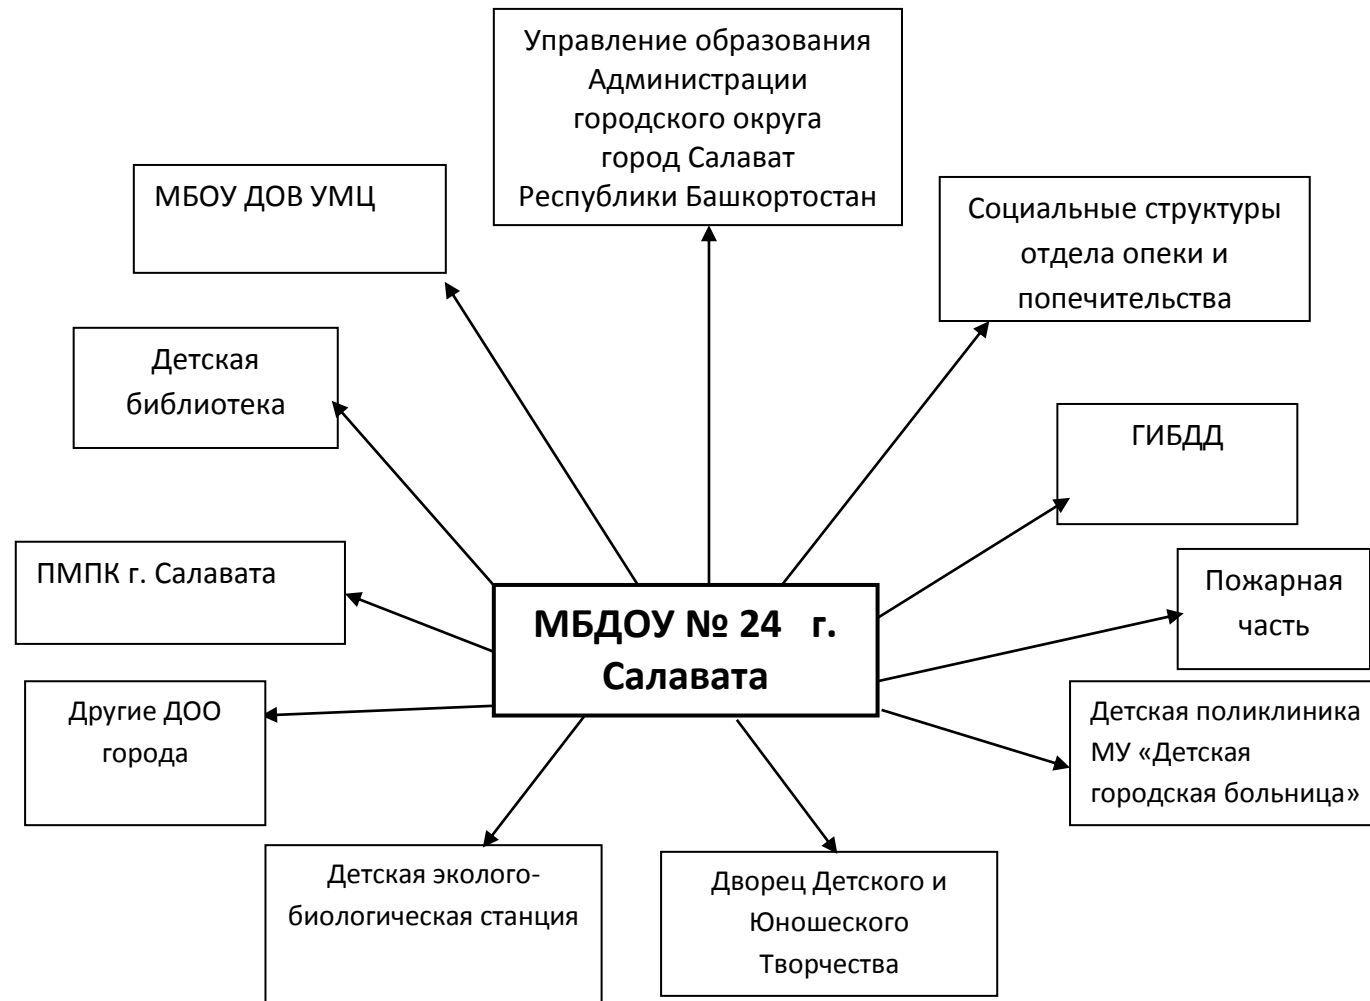 Управление образования
Администрации
городского округа
город Салават
Республики Башкортостан
МБОУ ДОВ УМЦ
Социальные структуры
отдела опеки и
попечительства
Детская
библиотека
ГИБДД
ПМПК г. Салавата
Пожарная
часть
МБДОУ № 24 г.
Салавата
Другие ДОО
города
Детская поликлиника
МУ «Детская
городская больница»
Детская эколого-
биологическая станция
Дворец Детского и
Юношеского
Творчества